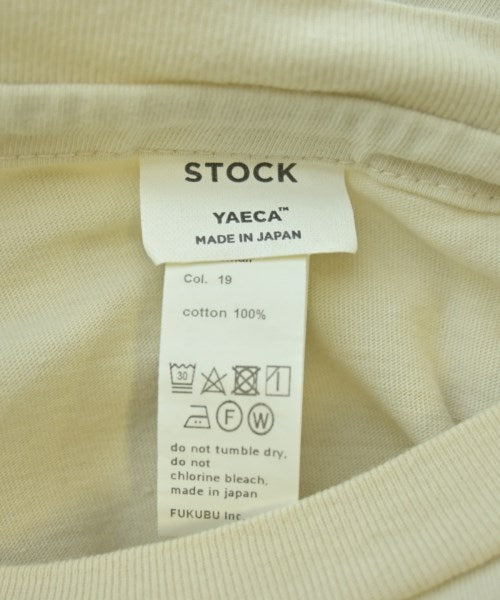 STOCK
YAECA™
MADE IN JAPAN
Col. 19
cotton 100%
30
F W
do not tumble dry,
do not
chlorine bleach,
made in japan
FUKUBU Inc.